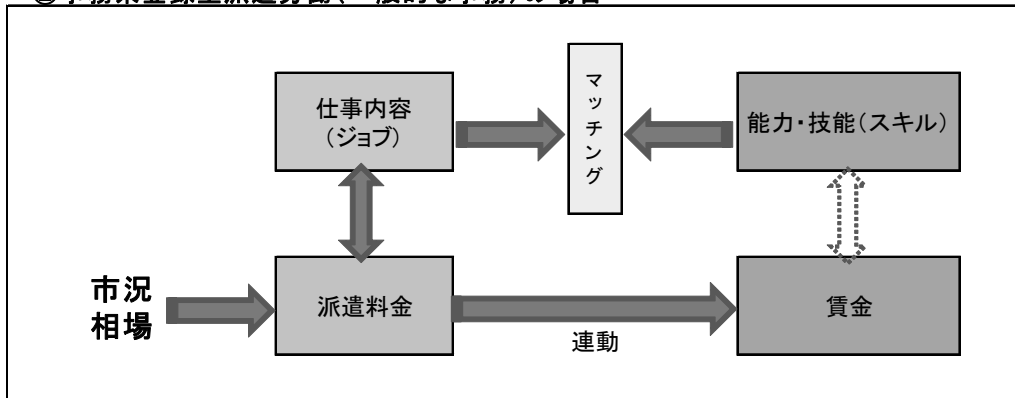 仕事内容
(ジョブ)
マッチング
能力・技能(スキル)
市況
相場
派遣料金
連動
賃金